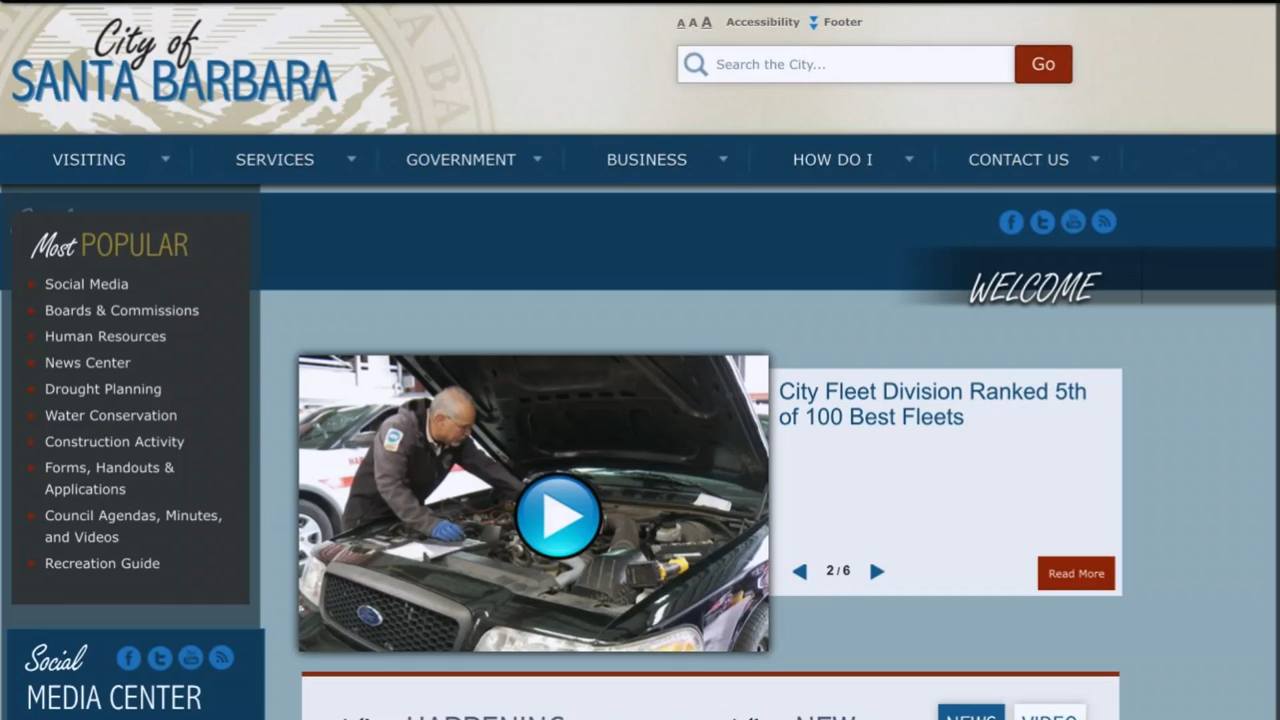 City of
SANTA BARBARA
A A A Accessibility Footer
Search the City...
Go
VISITING SERVICES GOVERNMENT BUSINESS HOW DO I CONTACT US
Most POPULAR
Social Media
Boards & Commissions
Human Resources
News Center
Drought Planning
Water Conservation
Construction Activity
Forms, Handouts &
Applications
Council Agendas, Minutes,
and Videos
Recreation Guide
WELCOME
City Fleet Division Ranked 5th
of 100 Best Fleets
2 / 6
Read More
Social
MEDIA CENTER
HAPPENING
NEW
NEWS
VIDEO